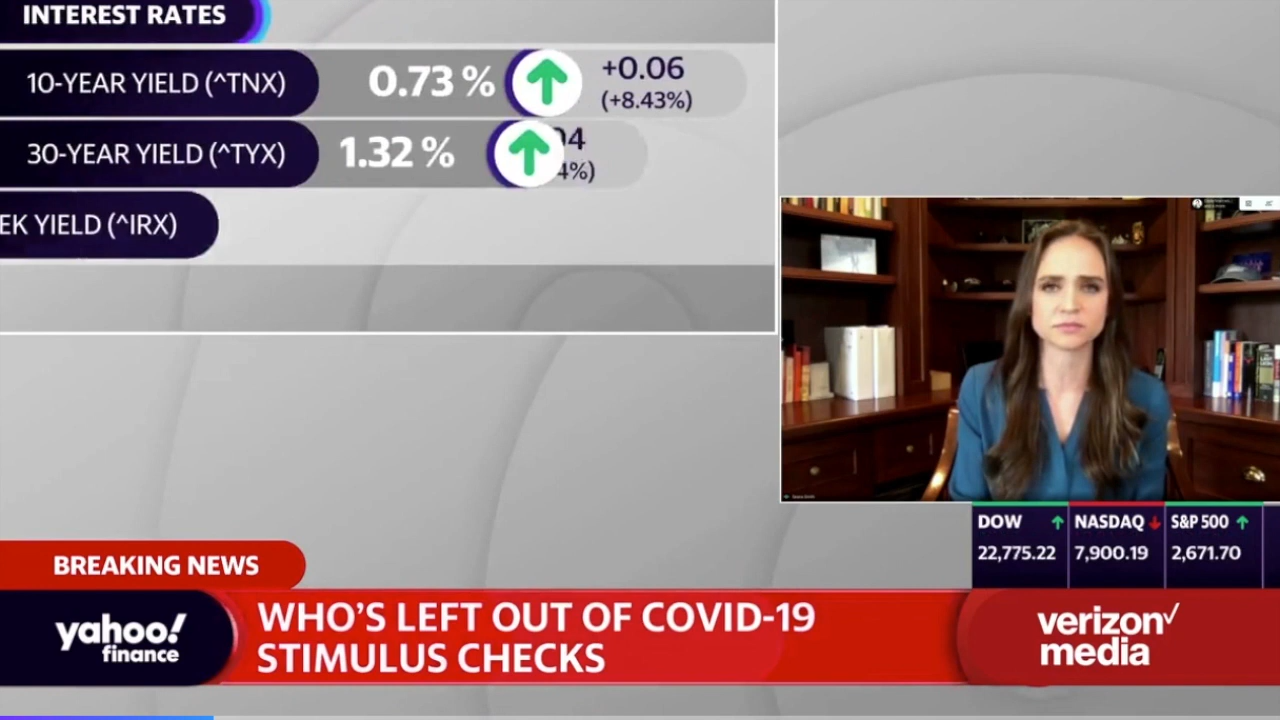 INTEREST RATES
10-YEAR YIELD (^TNX) 0.73 % +0.06
(+8.43%)
30-YEAR YIELD (^TYX) 1.32 % 04
4%)
EK YIELD (^IRX)
DOW NASDAQ S&P 500
22,775.22 7,900.19 2,671.70
BREAKING NEWS
yahoo!
finance
WHO'S LEFT OUT OF COVID-19
STIMULUS CHECKS
verizon✓
media